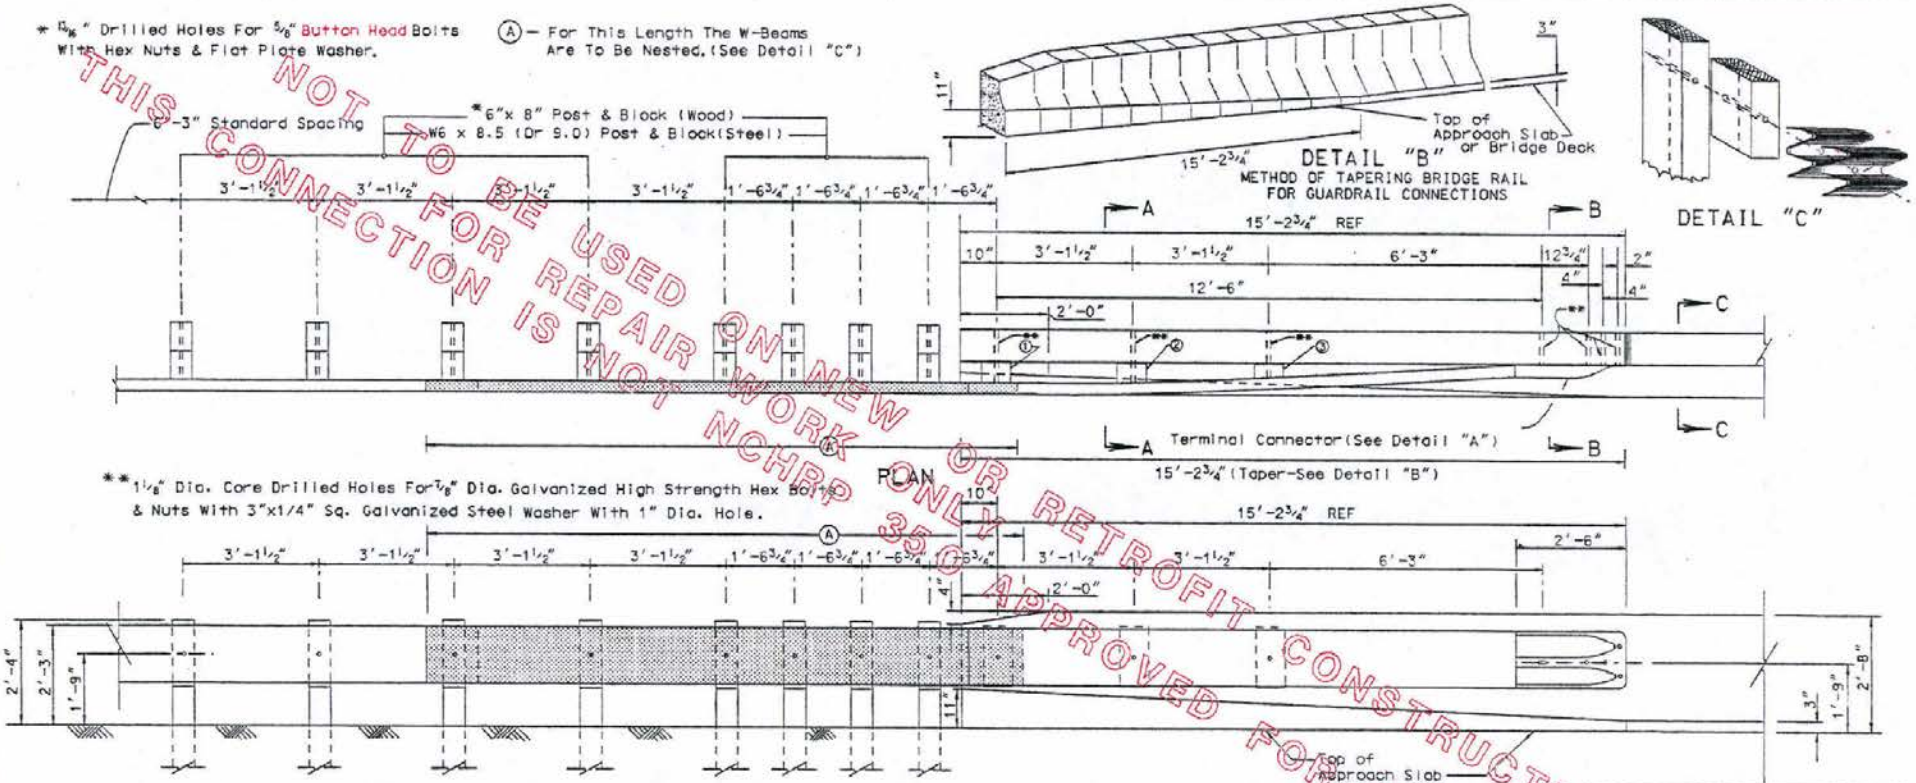 * 13/16" Drilled Holes For 5/8" Button Head Bolts
With Hex Nuts & Flat Plate Washer.
Ⓐ - For This Length The W-Beams
Are To Be Nested. (See Detail "C")
6'-3" Standard Spacing
*6"x 8" Post & Block (Wood)
W6 x 8.5 (Or 9.0) Post & Block(Steel)
3'-1 1/2" 3'-1 1/2" 3'-1 1/2" 3'-1 1/2" 1'-6 3/4" 1'-6 3/4" 1'-6 3/4" 1'-6 3/4"
11"
3"
Top of
Approach Slab
or Bridge Deck
15'-2 3/4"
DETAIL "B"
METHOD OF TAPERING BRIDGE RAIL
FOR GUARDRAIL CONNECTIONS
DETAIL "C"
A B
15'-2 3/4" REF
10" 3'-1 1/2" 3'-1 1/2" 6'-3" 12 3/4" 2"
4"
12'-6" 4"
2'-0"
C
** ** ** **
① ② ③
C
Ⓐ
A Terminal Connector(See Detail "A") B
PLAN
15'-2 3/4" (Taper-See Detail "B")
** 1 1/8" Dia. Core Drilled Holes For 7/8" Dia. Galvanized High Strength Hex Bolts
& Nuts With 3"x1/4" Sq. Galvanized Steel Washer With 1" Dia. Hole.
10"
15'-2 3/4" REF
Ⓐ
2'-6"
3'-1 1/2" 3'-1 1/2" 3'-1 1/2" 3'-1 1/2" 1'-6 3/4" 1'-6 3/4" 1'-6 3/4" 1'-6 3/4" 3'-1 1/2" 3'-1 1/2" 6'-3"
4"
2'-0"
2'-4"
2'-3"
1'-9"
11"
3"
1'-9"
2'-8"
Top of
Approach Slab
NOT TO BE USED ON NEW OR RETROFIT CONSTRUCT
THIS CONNECTION IS NOT NCHRP 350 APPROVED
FOR REPAIR WORK ONLY
FOR